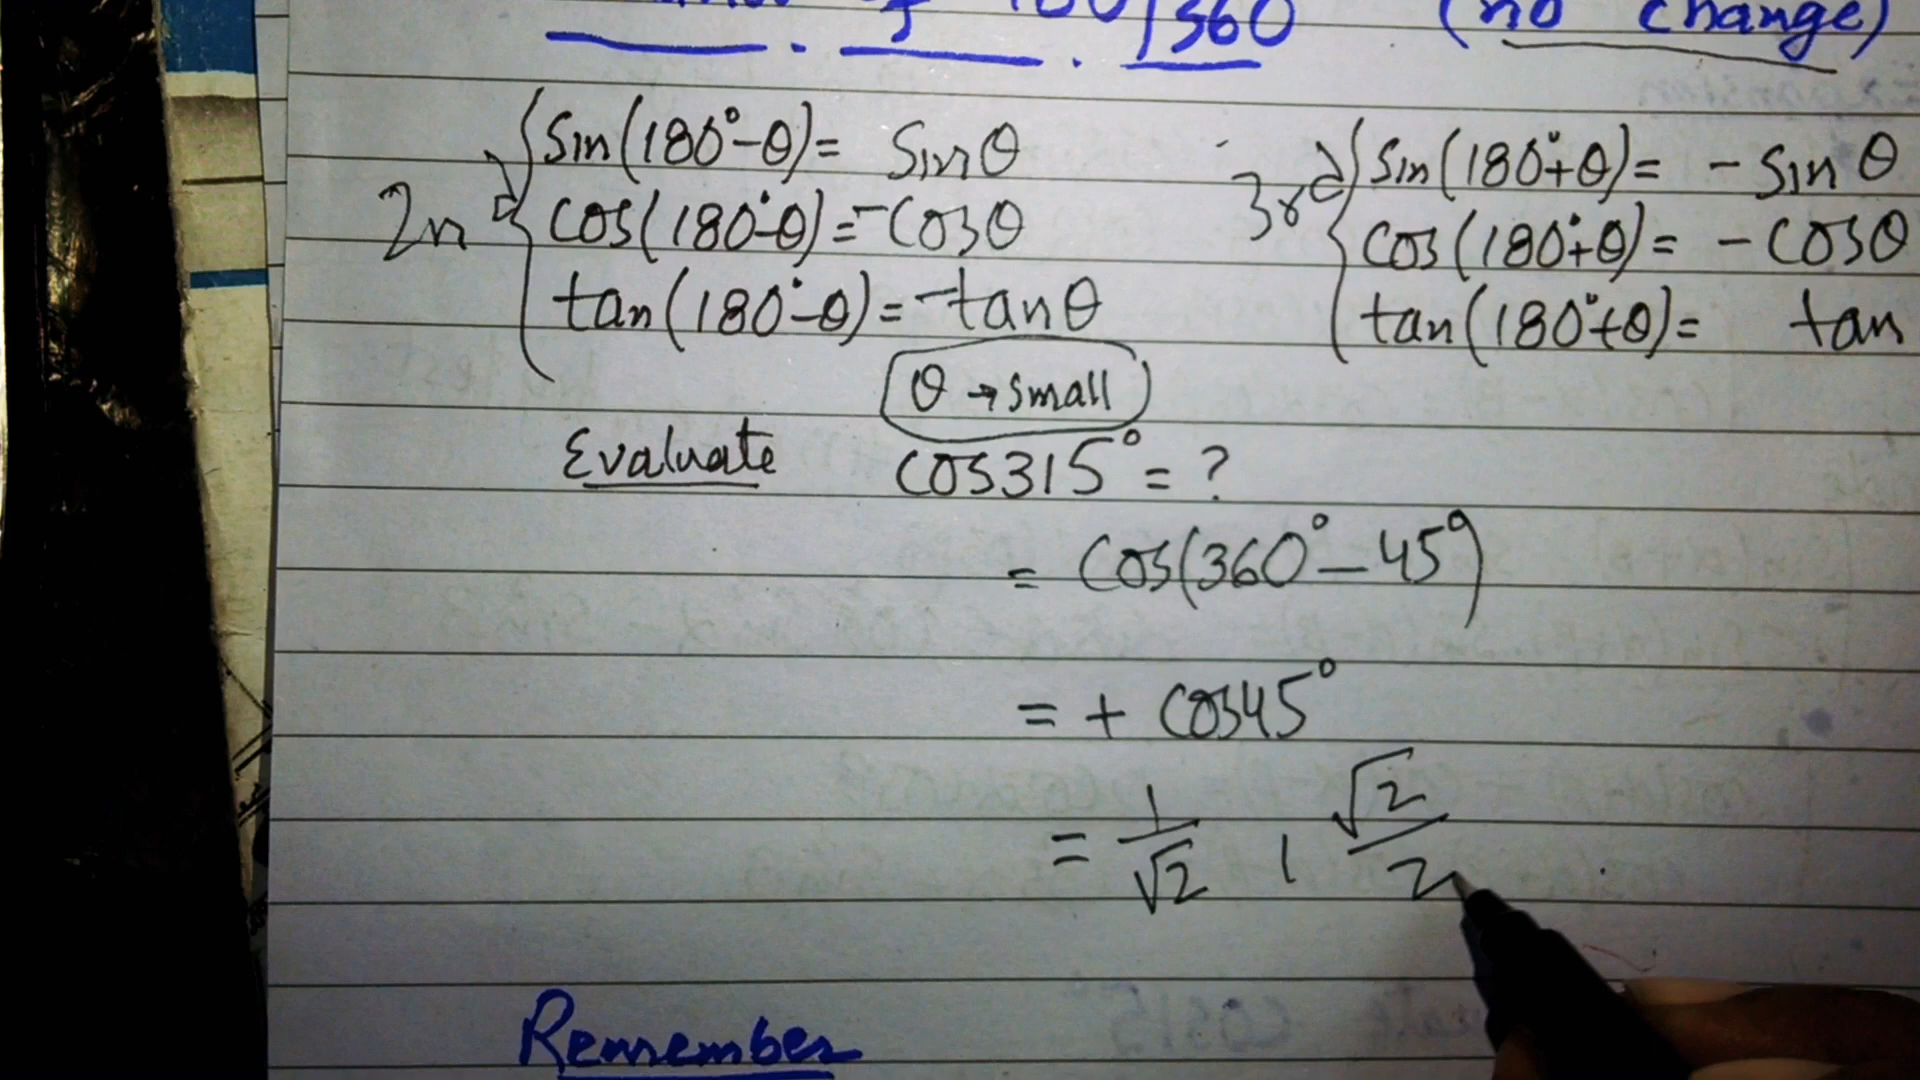 of 180/360 (no change)
2nd sin(180°-θ)= sinθ
cos(180°-θ)=-cosθ
tan(180°-θ)=-tanθ
3rd sin(180°+θ)= -sinθ
cos(180°+θ)= -cosθ
tan(180°+θ)= tan
θ→small
Evaluate cos315°=?
= cos(360°-45°)
= + cos45°
= 1/√2 , √2/2
Remember